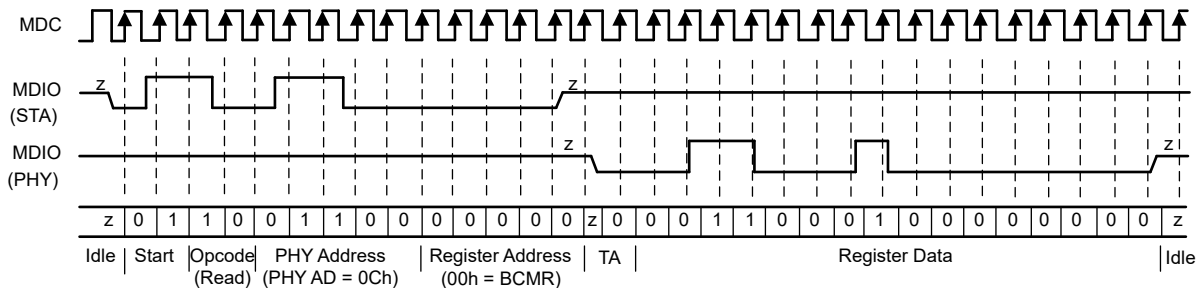 MDC
z z
MDIO
(STA)
z z
MDIO
(PHY)
z 0 1 1 0 0 1 1 0 0 0 0 0 0 0 z 0 0 0 1 1 0 0 0 1 0 0 0 0 0 0 0 0 z
Idle Start Opcode PHY Address Register Address TA Register Data Idle
(Read) (PHY AD = 0Ch) (00h = BCMR)